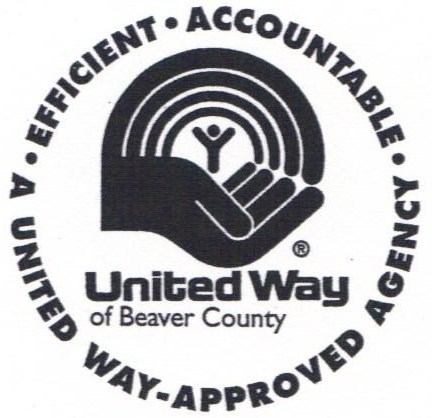 • EFFICIENT • ACCOUNTABLE •
A UNITED WAY-APPROVED AGENCY
®
United Way
of Beaver County